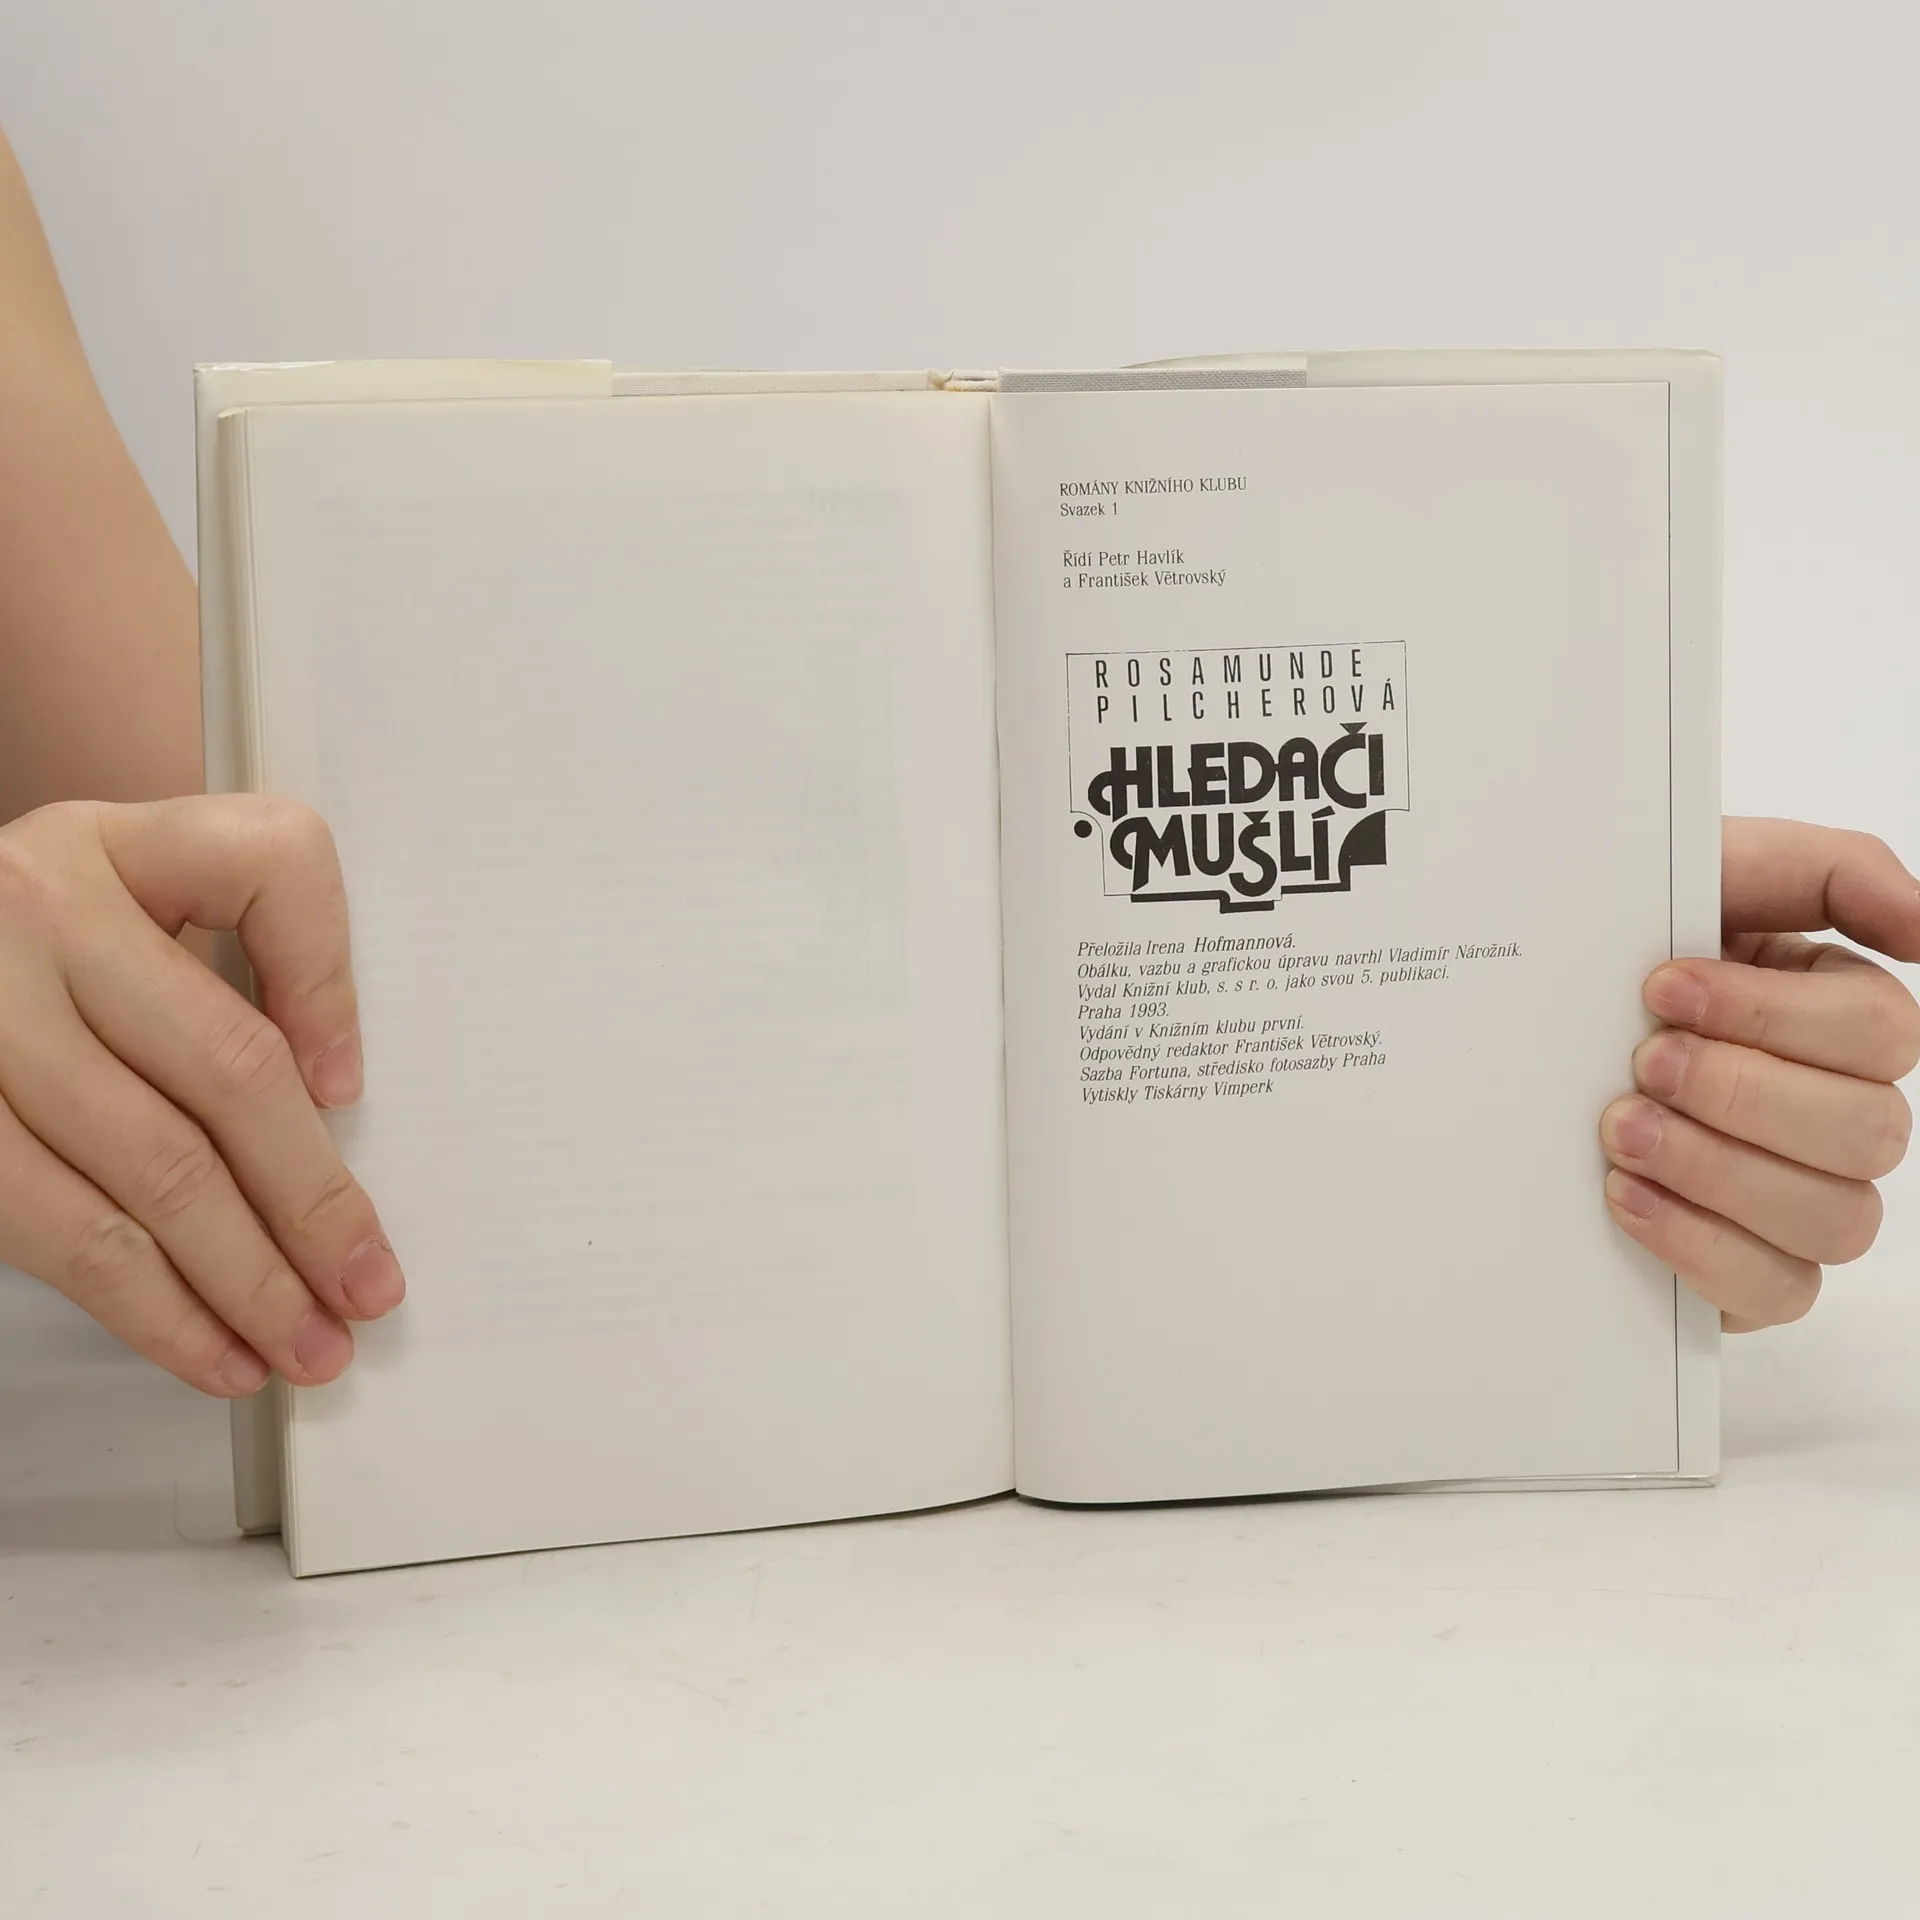 ROMÁNY KNIŽNÍHO KLUBU
Svazek 1
Řídí Petr Havlík
a František Větrovský
ROSAMUNDE
PILCHEROVÁ
HLEDAČI
MUŠLÍ
Přeložila Irena Hofmannová.
Obálku, vazbu a grafickou úpravu navrhl Vladimír Nárožník.
Vydal Knižní klub, s. s r. o. jako svou 5. publikaci.
Praha 1993.
Vydání v Knižním klubu první.
Odpovědný redaktor František Větrovský.
Sazba Fortuna, středisko fotosazby Praha
Vytiskly Tiskárny Vimperk